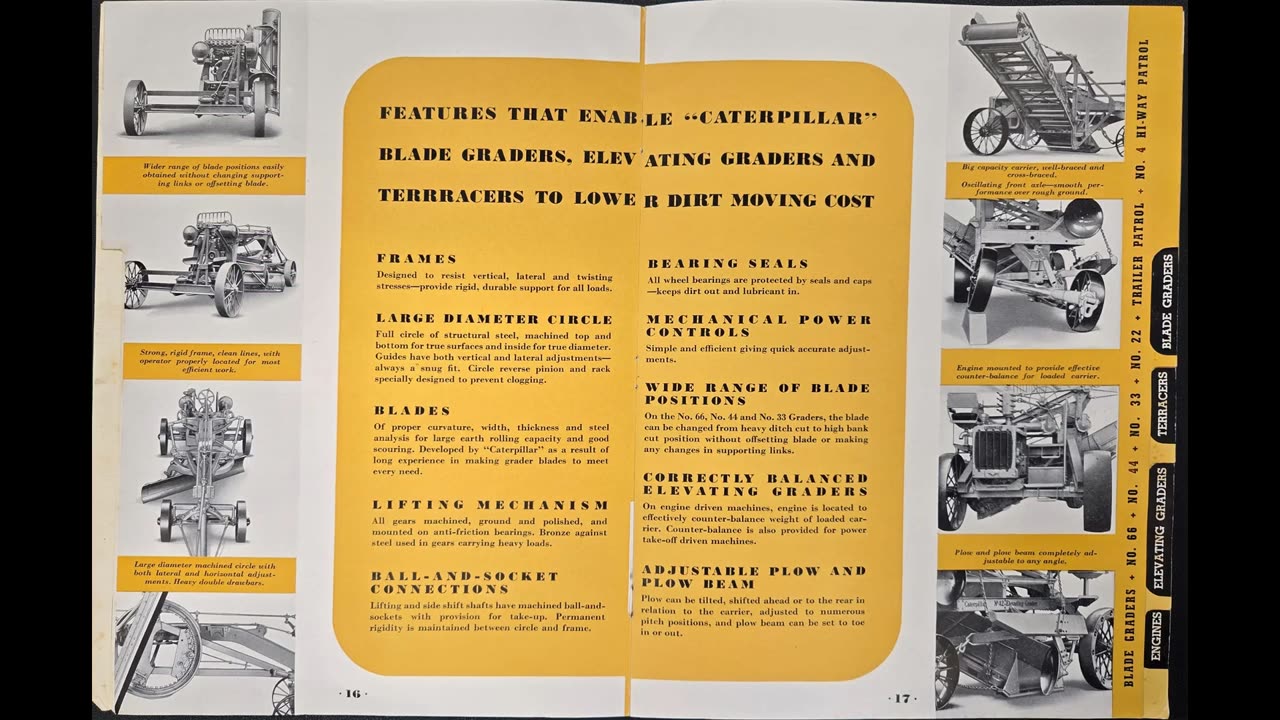 Wider range of blade positions easily
obtained without changing support-
ing links or offsetting blade.
Strong, rigid frame, clean lines, with
operator properly located for most
efficient work.
Large diameter machined circle with
both lateral and horizontal adjust-
ments. Heavy double drawbars.
FEATURES THAT ENABLE “CATERPILLAR”
BLADE GRADERS, ELEVATING GRADERS AND
TERRRACERS TO LOWER DIRT MOVING COST
FRAMES
Designed to resist vertical, lateral and twisting
stresses—provide rigid, durable support for all loads.
LARGE DIAMETER CIRCLE
Full circle of structural steel, machined top and
bottom for true surfaces and inside for true diameter.
Guides have both vertical and lateral adjustments—
always a snug fit. Circle reverse pinion and rack
specially designed to prevent clogging.
BLADES
Of proper curvature, width, thickness and steel
analysis for large earth rolling capacity and good
scouring. Developed by “Caterpillar” as a result of
long experience in making grader blades to meet
every need.
LIFTING MECHANISM
All gears machined, ground and polished, and
mounted on anti-friction bearings. Bronze against
steel used in gears carrying heavy loads.
BALL-AND-SOCKET
CONNECTIONS
Lifting and side shift shafts have machined ball-and-
sockets with provision for take-up. Permanent
rigidity is maintained between circle and frame.
· 16 ·
BEARING SEALS
All wheel bearings are protected by seals and caps
—keeps dirt out and lubricant in.
MECHANICAL POWER
CONTROLS
Simple and efficient giving quick accurate adjust-
ments.
WIDE RANGE OF BLADE
POSITIONS
On the No. 66, No. 44 and No. 33 Graders, the blade
can be changed from heavy ditch cut to high bank
cut position without offsetting blade or making
any changes in supporting links.
CORRECTLY BALANCED
ELEVATING GRADERS
On engine driven machines, engine is located to
effectively counter-balance weight of loaded car-
rier. Counter-balance is also provided for power
take-off driven machines.
ADJUSTABLE PLOW AND
PLOW BEAM
Plow can be tilted, shifted ahead or to the rear in
relation to the carrier, adjusted to numerous
pitch positions, and plow beam can be set to toe
in or out.
· 17 ·
Big capacity carrier, well-braced and
cross-braced.
Oscillating front axle—smooth per-
formance over rough ground.
Engine mounted to provide effective
counter-balance for loaded carrier.
Plow and plow beam completely ad-
justable to any angle.
Caterpillar Nº42-Elevating Grader
BLADE GRADERS + NO. 66 + NO. 44 + NO. 33 + NO. 22 + TRAILER PATROL + NO. 4 HI-WAY PATROL
BLADE GRADERS
TERRACERS
ELEVATING GRADERS
ENGINES